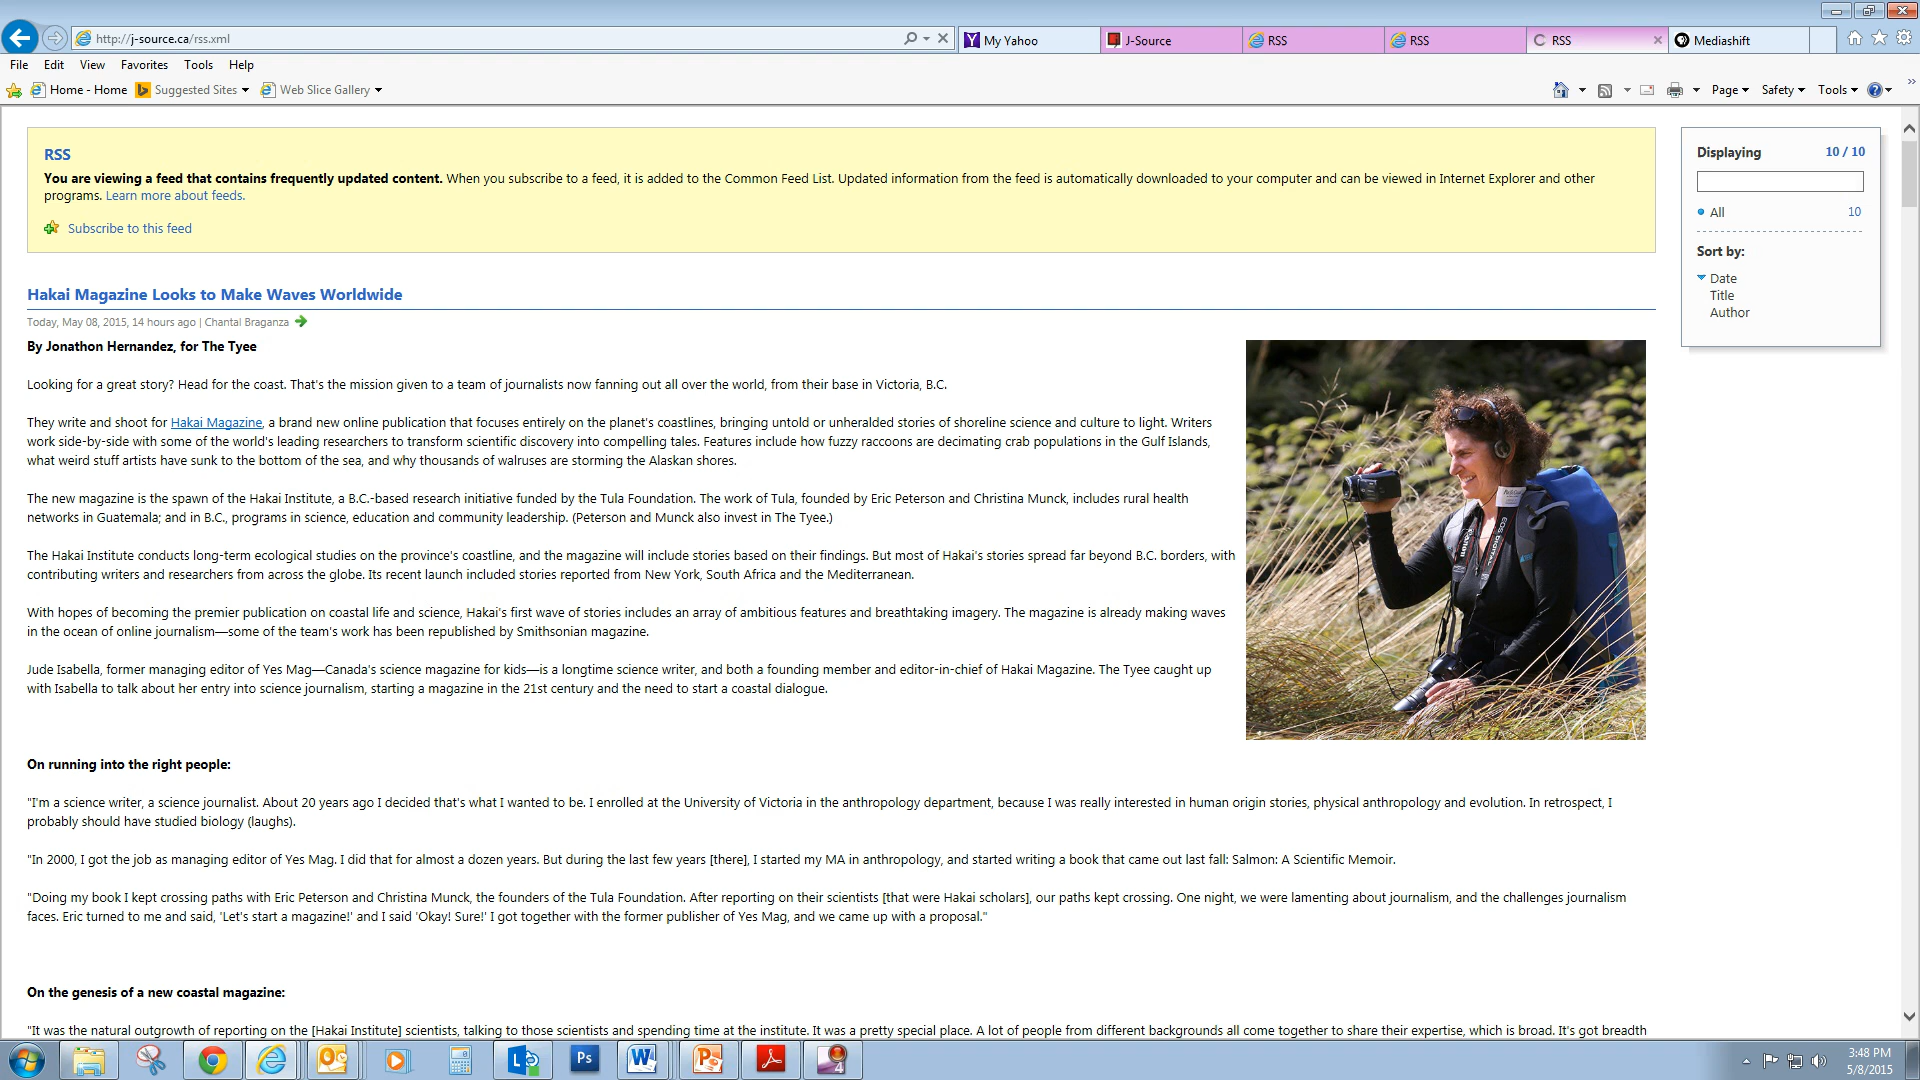 http://j-source.ca/rss.xml
My Yahoo
J-Source
RSS
RSS
RSS
Mediashift
File Edit View Favorites Tools Help
Home - Home Suggested Sites Web Slice Gallery
Page Safety Tools
RSS
You are viewing a feed that contains frequently updated content. When you subscribe to a feed, it is added to the Common Feed List. Updated information from the feed is automatically downloaded to your computer and can be viewed in Internet Explorer and other
programs. Learn more about feeds.
Subscribe to this feed
Displaying 10 / 10
All 10
Sort by:
Date
Title
Author
Hakai Magazine Looks to Make Waves Worldwide
Today, May 08, 2015, 14 hours ago | Chantal Braganza
By Jonathon Hernandez, for The Tyee
Looking for a great story? Head for the coast. That's the mission given to a team of journalists now fanning out all over the world, from their base in Victoria, B.C.
They write and shoot for Hakai Magazine, a brand new online publication that focuses entirely on the planet's coastlines, bringing untold or unheralded stories of shoreline science and culture to light. Writers
work side-by-side with some of the world's leading researchers to transform scientific discovery into compelling tales. Features include how fuzzy raccoons are decimating crab populations in the Gulf Islands,
what weird stuff artists have sunk to the bottom of the sea, and why thousands of walruses are storming the Alaskan shores.
The new magazine is the spawn of the Hakai Institute, a B.C.-based research initiative funded by the Tula Foundation. The work of Tula, founded by Eric Peterson and Christina Munck, includes rural health
networks in Guatemala; and in B.C., programs in science, education and community leadership. (Peterson and Munck also invest in The Tyee.)
The Hakai Institute conducts long-term ecological studies on the province's coastline, and the magazine will include stories based on their findings. But most of Hakai's stories spread far beyond B.C. borders, with
contributing writers and researchers from across the globe. Its recent launch included stories reported from New York, South Africa and the Mediterranean.
With hopes of becoming the premier publication on coastal life and science, Hakai's first wave of stories includes an array of ambitious features and breathtaking imagery. The magazine is already making waves
in the ocean of online journalism—some of the team's work has been republished by Smithsonian magazine.
Jude Isabella, former managing editor of Yes Mag—Canada's science magazine for kids—is a longtime science writer, and both a founding member and editor-in-chief of Hakai Magazine. The Tyee caught up
with Isabella to talk about her entry into science journalism, starting a magazine in the 21st century and the need to start a coastal dialogue.
On running into the right people:
"I'm a science writer, a science journalist. About 20 years ago I decided that's what I wanted to be. I enrolled at the University of Victoria in the anthropology department, because I was really interested in human origin stories, physical anthropology and evolution. In retrospect, I
probably should have studied biology (laughs).
"In 2000, I got the job as managing editor of Yes Mag. I did that for almost a dozen years. But during the last few years [there], I started my MA in anthropology, and started writing a book that came out last fall: Salmon: A Scientific Memoir.
"Doing my book I kept crossing paths with Eric Peterson and Christina Munck, the founders of the Tula Foundation. After reporting on their scientists [that were Hakai scholars], our paths kept crossing. One night, we were lamenting about journalism, and the challenges journalism
faces. Eric turned to me and said, 'Let's start a magazine!' and I said 'Okay! Sure!' I got together with the former publisher of Yes Mag, and we came up with a proposal."
On the genesis of a new coastal magazine:
"It was the natural outgrowth of reporting on the [Hakai Institute] scientists, talking to those scientists and spending time at the institute. It was a pretty special place. A lot of people from different backgrounds all come together to share their expertise, which is broad. It's got breadth
Ps
3:48 PM
5/8/2015